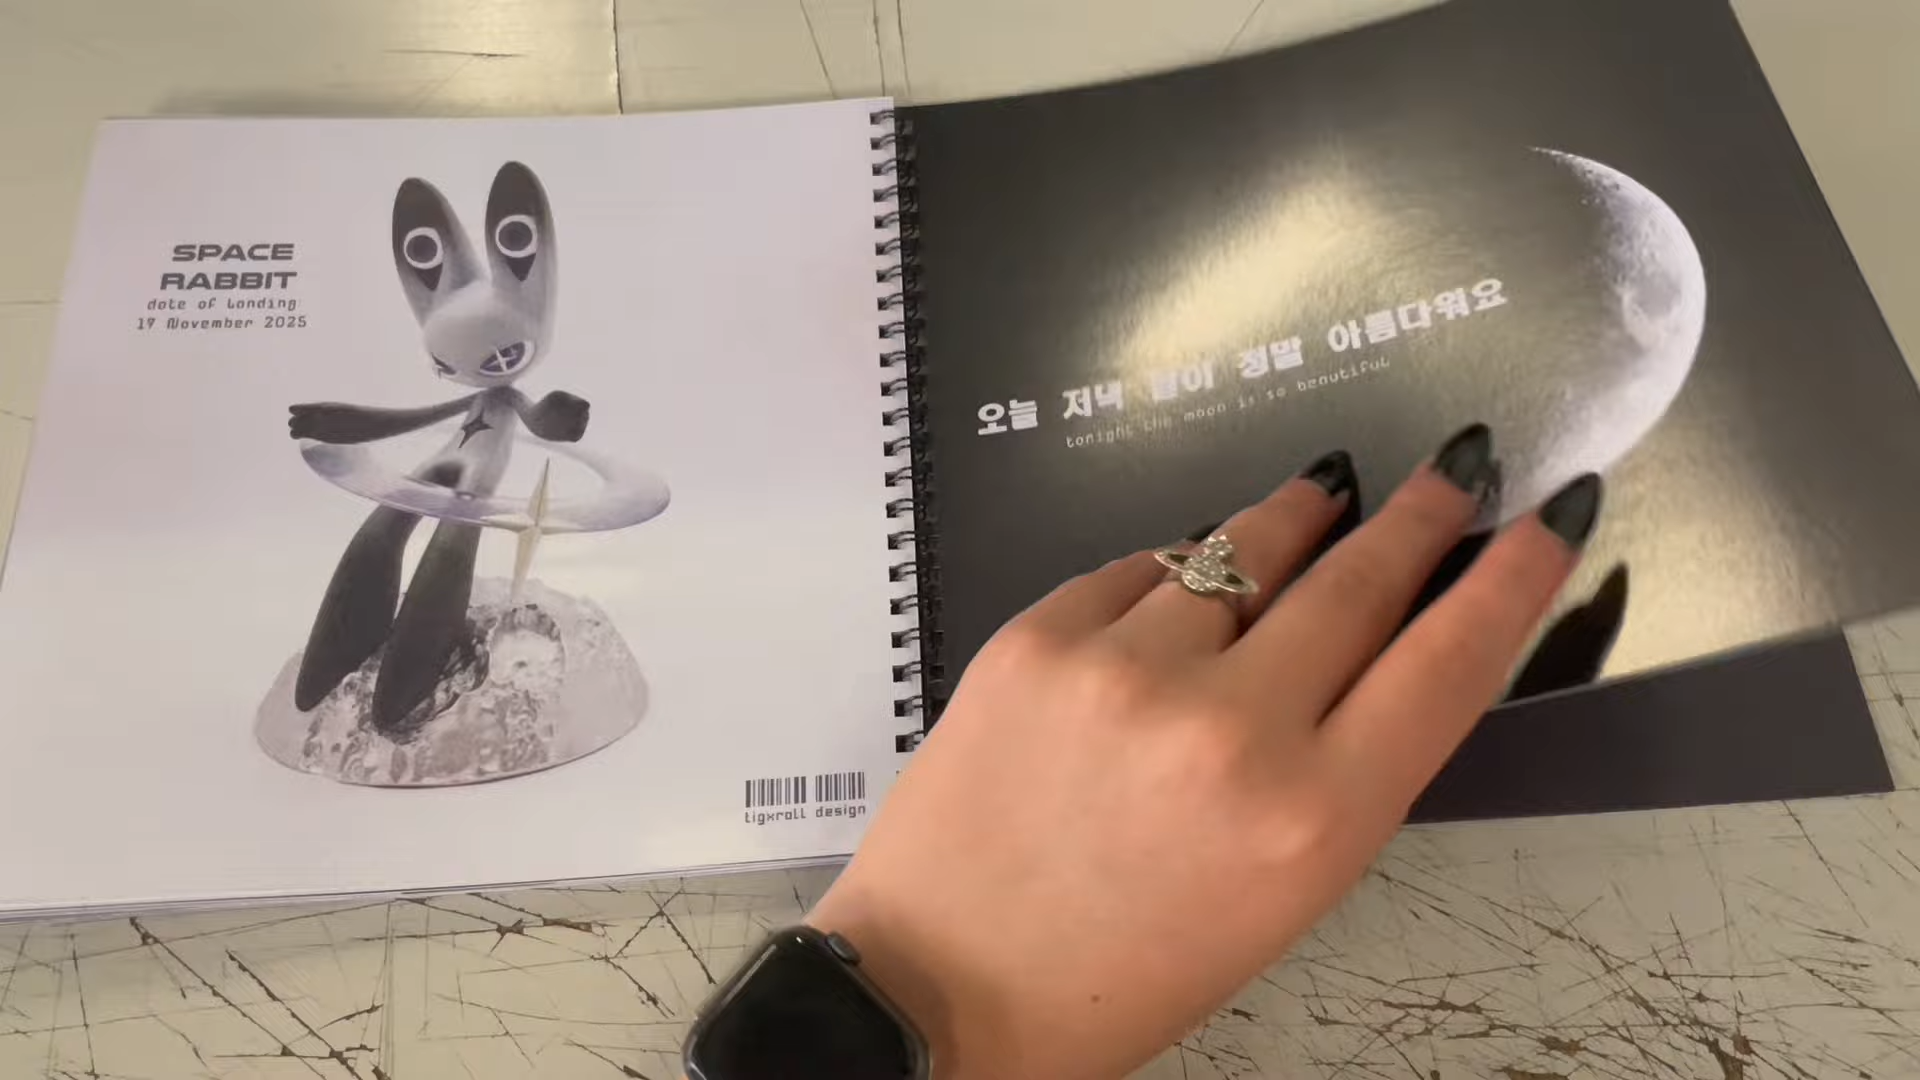 SPACE
RABBIT
date of landing
19 November 2025
tigxroll design
오늘 저녁 달이 정말 아름다워요
tonight the moon is so beautiful